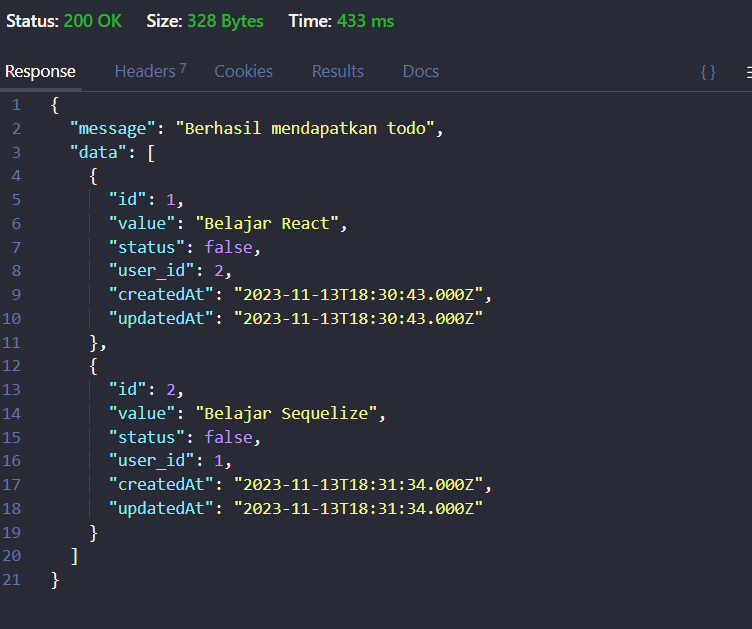 Status: 200 OK Size: 328 Bytes Time: 433 ms
Response Headers 7 Cookies Results Docs { }
1 {
2 "message": "Berhasil mendapatkan todo",
3 "data": [
4 {
5 "id": 1,
6 "value": "Belajar React",
7 "status": false,
8 "user_id": 2,
9 "createdAt": "2023-11-13T18:30:43.000Z",
10 "updatedAt": "2023-11-13T18:30:43.000Z"
11 },
12 {
13 "id": 2,
14 "value": "Belajar Sequelize",
15 "status": false,
16 "user_id": 1,
17 "createdAt": "2023-11-13T18:31:34.000Z",
18 "updatedAt": "2023-11-13T18:31:34.000Z"
19 }
20 ]
21 }